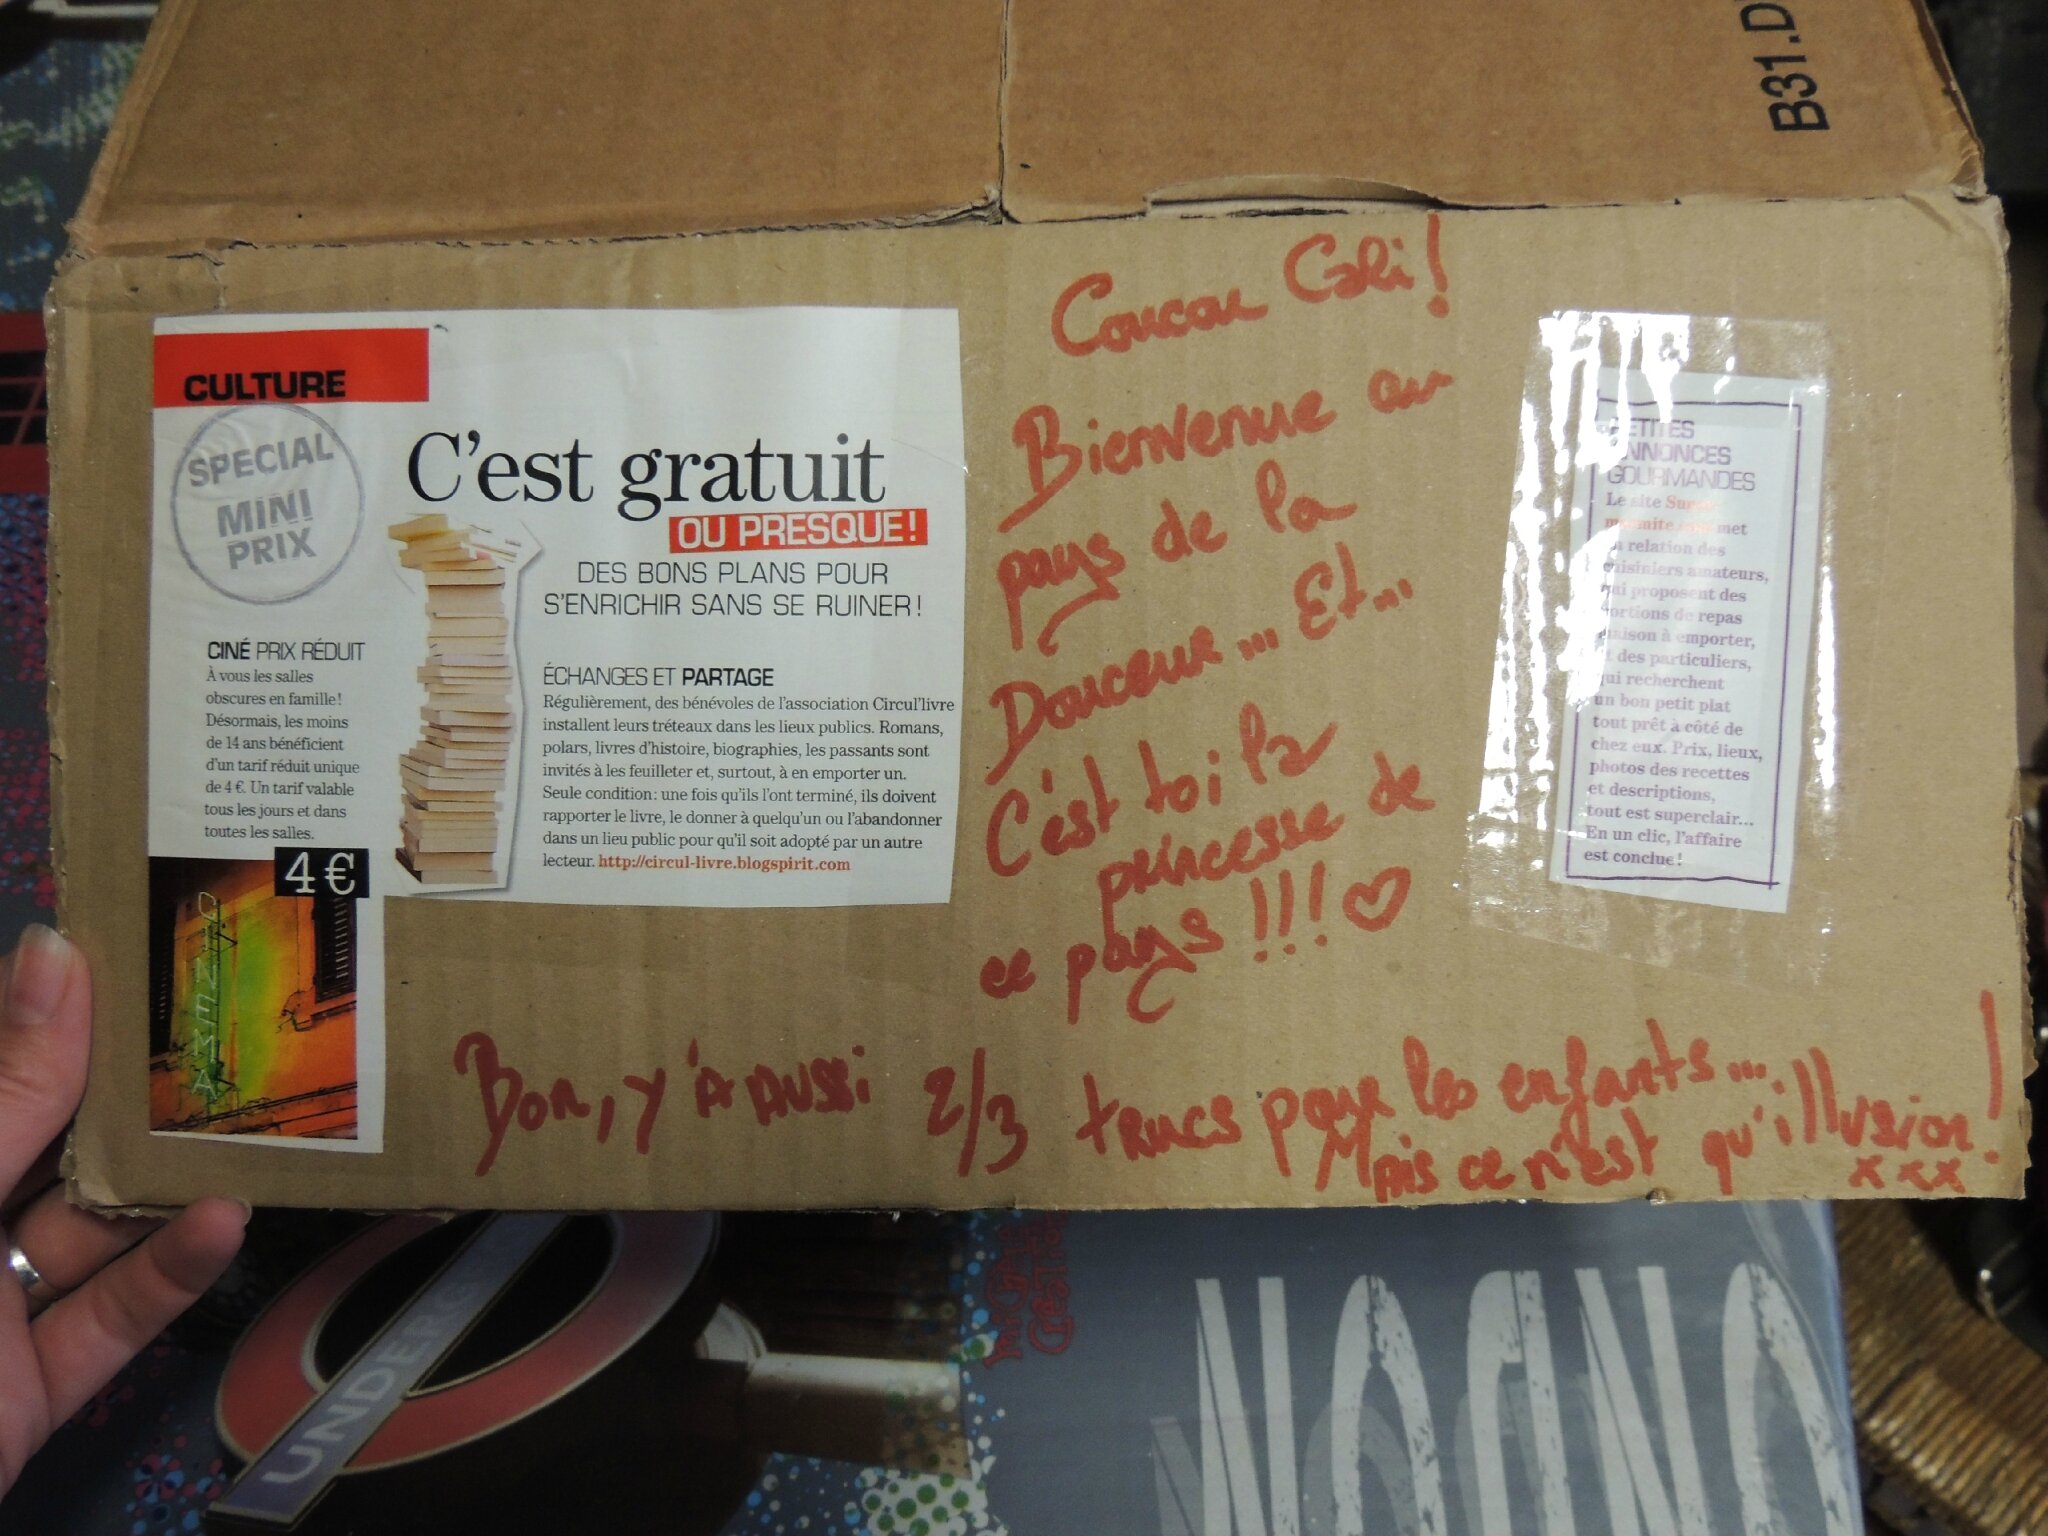 B31.D
CULTURE
SPECIAL
MINI
PRIX
C'est gratuit
OU PRESQUE!
DES BONS PLANS POUR
S'ENRICHIR SANS SE RUINER!
CINÉ PRIX RÉDUIT
À vous les salles
obscures en famille!
Désormais, les moins
de 14 ans bénéficient
d'un tarif réduit unique
de 4 €. Un tarif valable
tous les jours et dans
toutes les salles.
4 €
CINEMA
ÉCHANGES ET PARTAGE
Régulièrement, des bénévoles de l'association Circul'livre
installent leurs tréteaux dans les lieux publics. Romans,
polars, livres d'histoire, biographies, les passants sont
invités à les feuilleter et, surtout, à en emporter un.
Seule condition: une fois qu'ils l'ont terminé, ils doivent
rapporter le livre, le donner à quelqu'un ou l'abandonner
dans un lieu public pour qu'il soit adopté par un autre
lecteur. http://circul-livre.blogspirit.com
Coucou Cali!
Bienvenue au
pays de la
Douceur... Et...
C'est toi la
princesse de
ce pays!!! ♡
Bon, y'a aussi 2/3 trucs pour les enfants...
Mais ce n'est qu'illusion!
xxx
PETITES
ANNONCES
GOURMANDES
Le site met
en relation des
cuisiniers amateurs,
qui proposent des
portions de repas
maison à emporter,
et des particuliers,
qui recherchent
un bon petit plat
tout prêt à côté de
chez eux. Prix, lieux,
photos des recettes
et descriptions,
tout est superclair...
En un clic, l'affaire
est conclue!
UNDERG